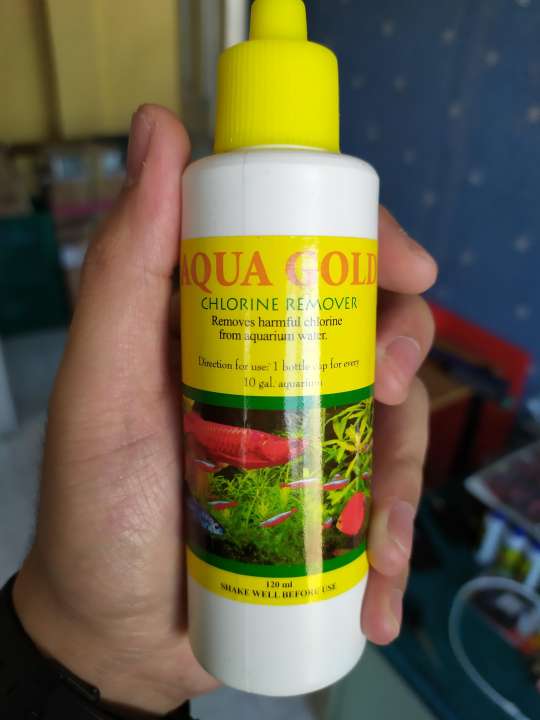 AQUA GOLD
CHLORINE REMOVER
Removes harmful chlorine
from aquarium water.
Direction for use: 1 bottle cap for every
10 gal. aquarium
120 ml
SHAKE WELL BEFORE USE